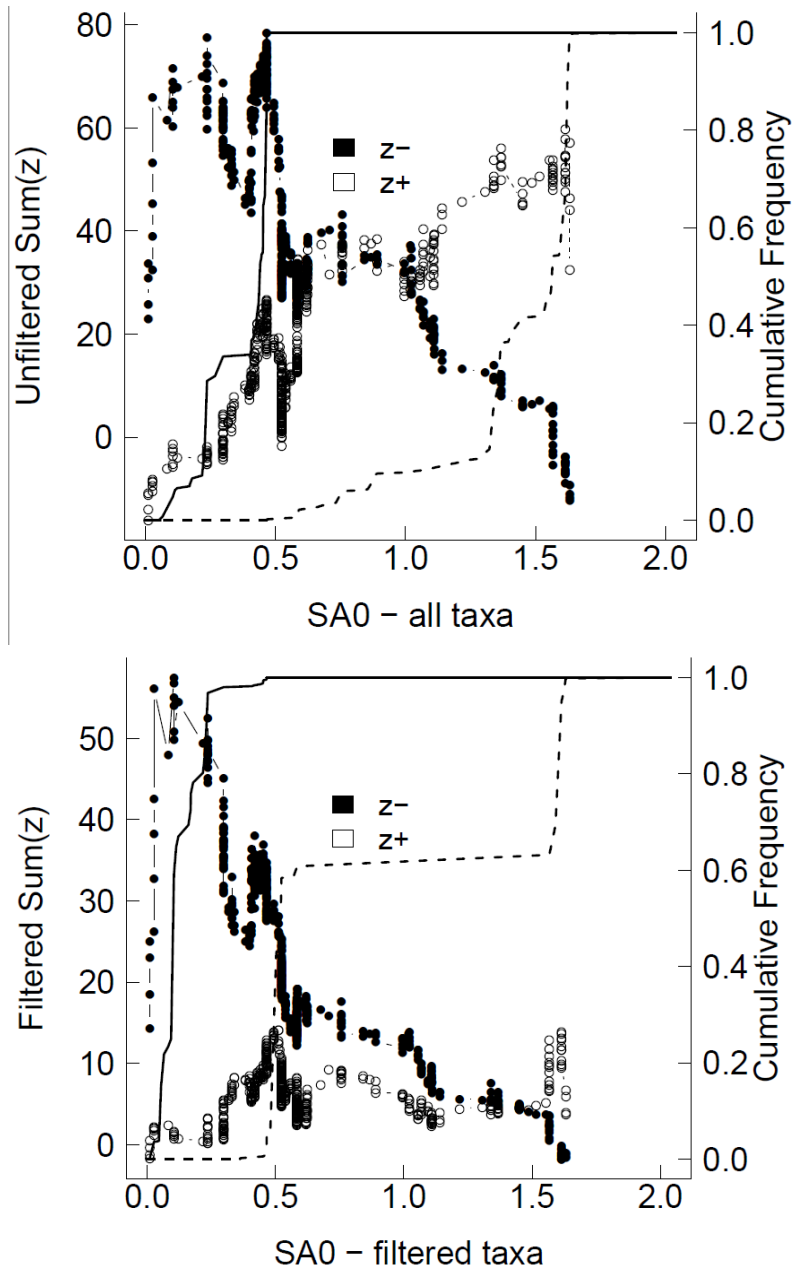 80
60
40
20
0
Unfiltered Sum(z)
z−
z+
1.0
0.8
0.6
0.4
0.2
0.0
Cumulative Frequency
0.0 0.5 1.0 1.5 2.0
SA0 − all taxa
50
40
30
20
10
0
Filtered Sum(z)
z−
z+
1.0
0.8
0.6
0.4
0.2
0.0
Cumulative Frequency
0.0 0.5 1.0 1.5 2.0
SA0 − filtered taxa